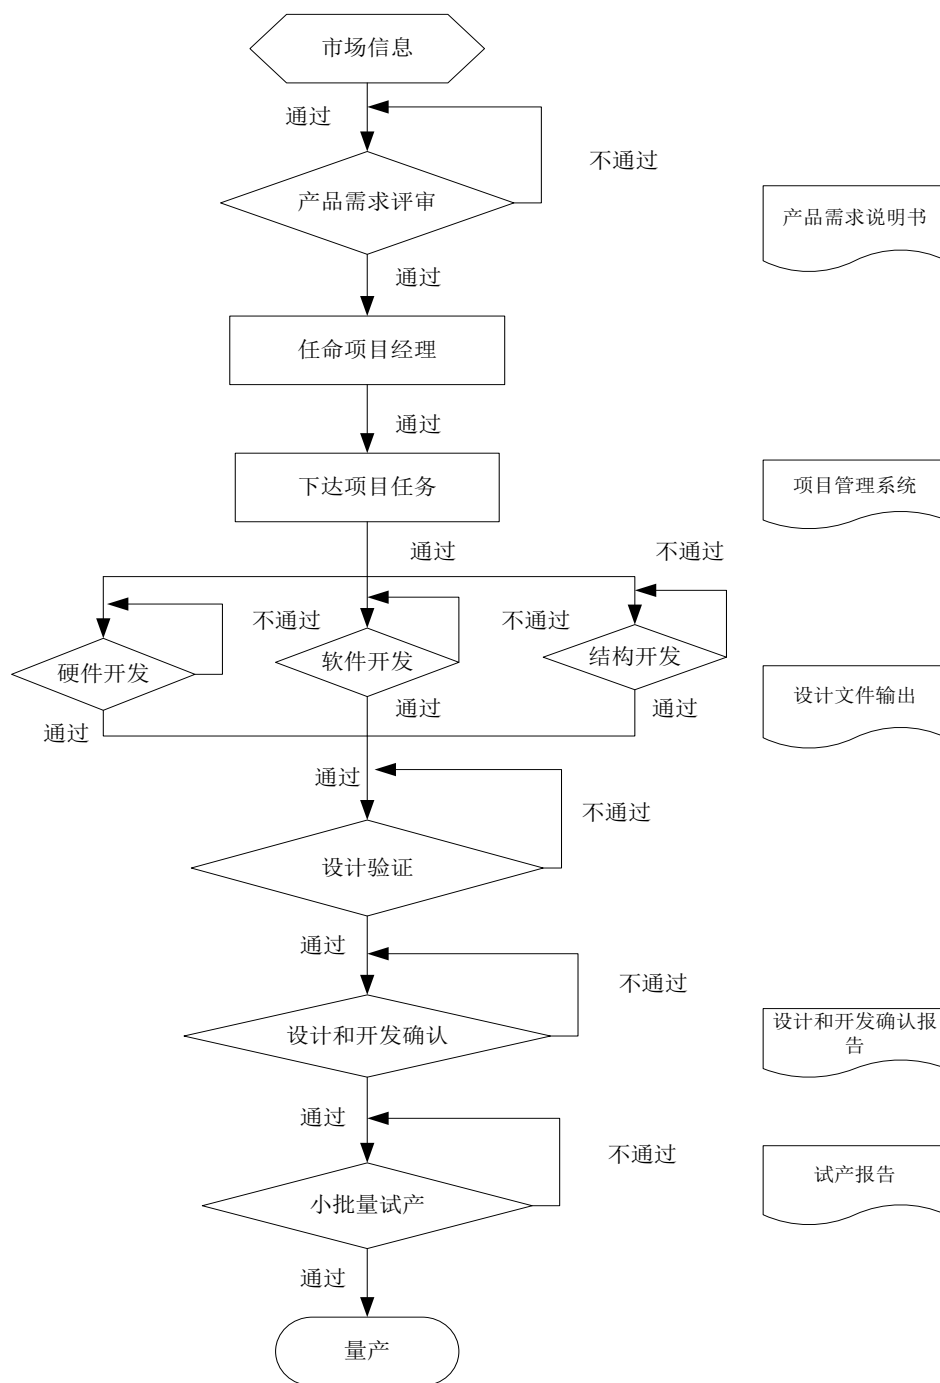 市场信息
通过
不通过
产品需求评审
产品需求说明书
通过
任命项目经理
通过
下达项目任务
项目管理系统
通过
不通过
不通过
不通过
硬件开发
软件开发
结构开发
设计文件输出
通过
通过
通过
通过
不通过
设计验证
通过
不通过
设计和开发确认
设计和开发确认报
告
通过
不通过
小批量试产
试产报告
通过
量产